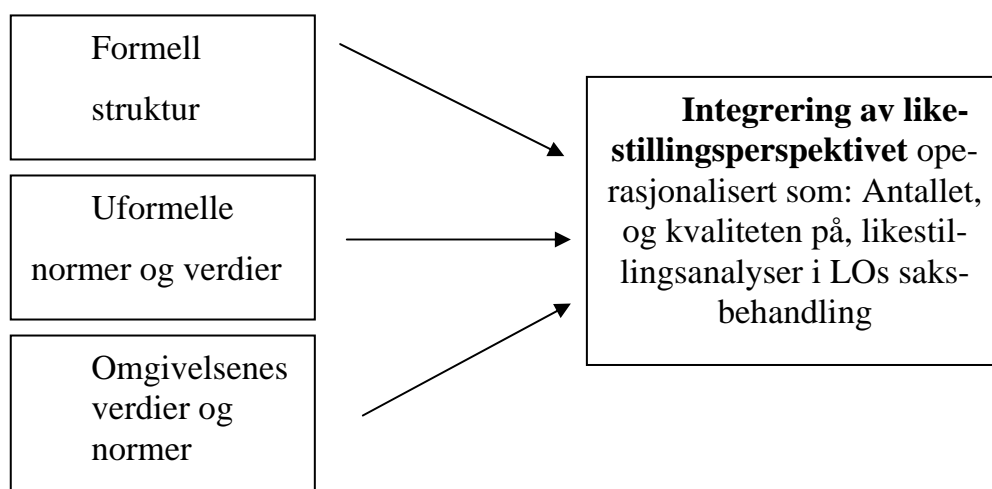 Formell
struktur
Uformelle
normer og verdier
Omgivelsenes
verdier og
normer
Integrering av like-
stillingsperspektivet ope-
rasjonalisert som: Antallet,
og kvaliteten på, likestil-
lingsanalyser i LOs saks-
behandling